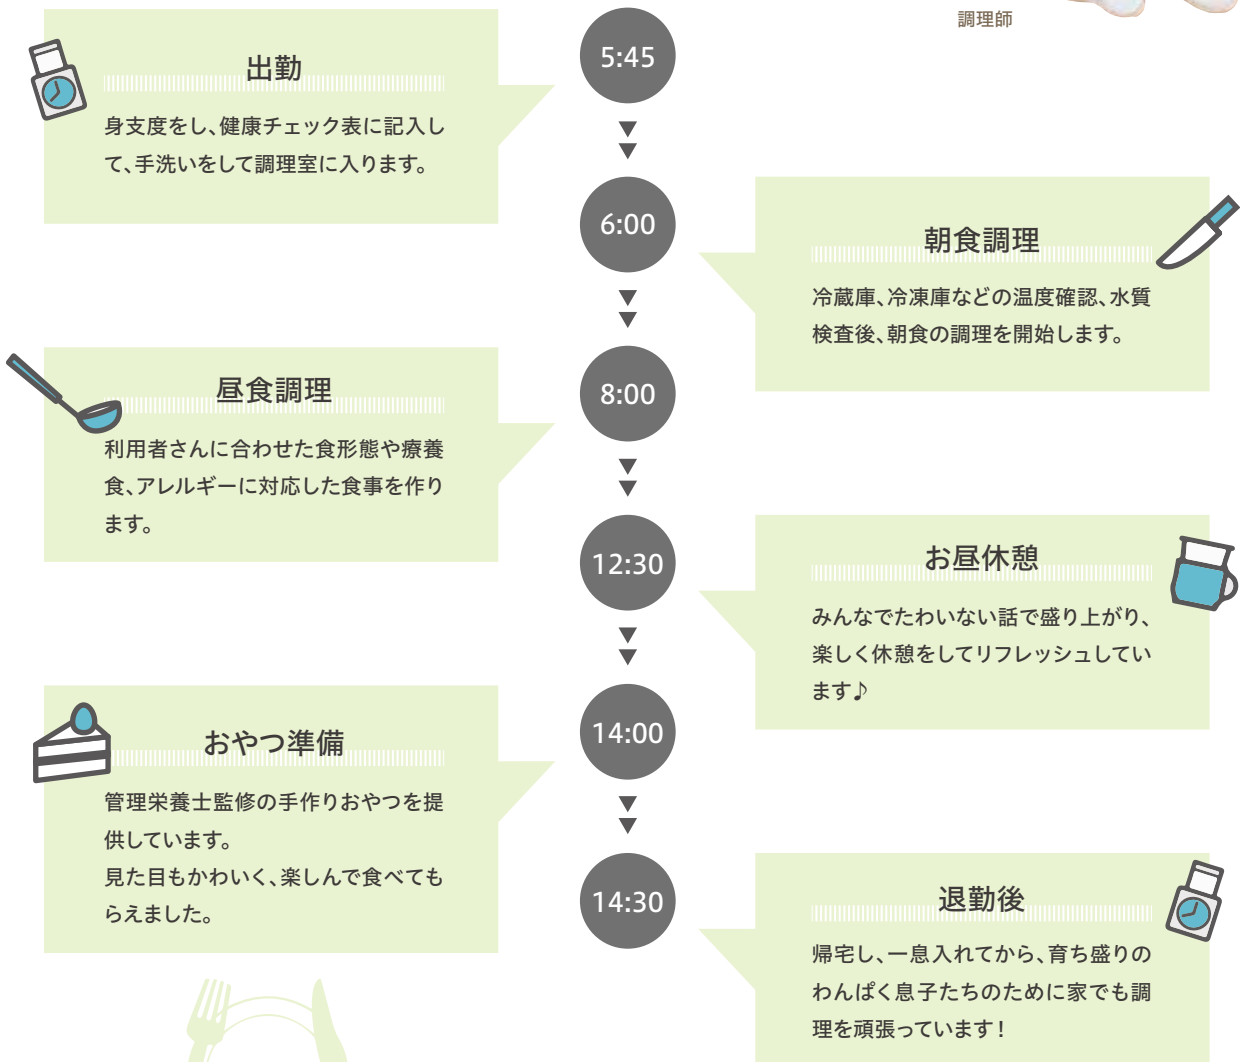 調理師
5:45
出勤
身支度をし、健康チェック表に記入し
て、手洗いをして調理室に入ります。
6:00
朝食調理
冷蔵庫、冷凍庫などの温度確認、水質
検査後、朝食の調理を開始します。
8:00
昼食調理
利用者さんに合わせた食形態や療養
食、アレルギーに対応した食事を作り
ます。
12:30
お昼休憩
みんなでたわいない話で盛り上がり、
楽しく休憩をしてリフレッシュしてい
ます♪
14:00
おやつ準備
管理栄養士監修の手作りおやつを提
供しています。
見た目もかわいく、楽しんで食べても
らえました。
14:30
退勤後
帰宅し、一息入れてから、育ち盛りの
わんぱく息子たちのために家でも調
理を頑張っています！